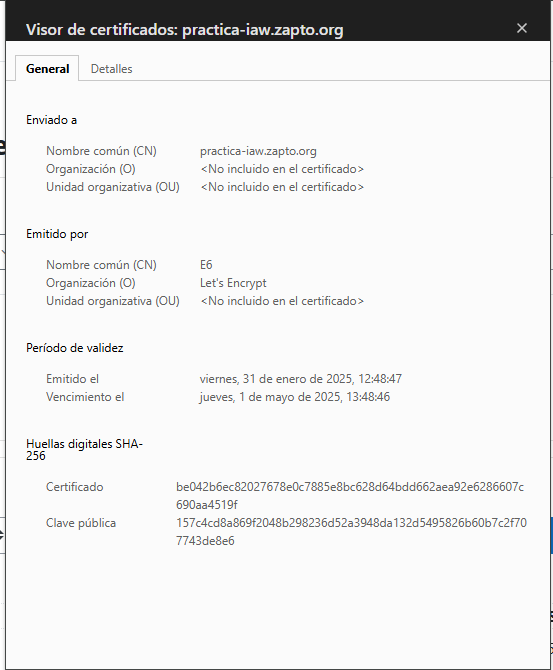 Visor de certificados: practica-iaw.zapto.org
General Detalles
Enviado a
Nombre común (CN) practica-iaw.zapto.org
Organización (O) <No incluido en el certificado>
Unidad organizativa (OU) <No incluido en el certificado>
Emitido por
Nombre común (CN) E6
Organización (O) Let's Encrypt
Unidad organizativa (OU) <No incluido en el certificado>
Período de validez
Emitido el viernes, 31 de enero de 2025, 12:48:47
Vencimiento el jueves, 1 de mayo de 2025, 13:48:46
Huellas digitales SHA-
256
Certificado be042b6ec82027678e0c7885e8bc628d64bdd662aea92e6286607c
690aa4519f
Clave pública 157c4cd8a869f2048b298236d52a3948da132d5495826b60b7c2f70
7743de8e6